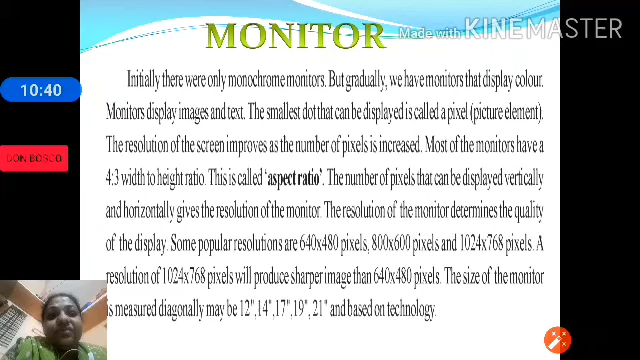 MONITOR
Made with KINEMASTER
Initially there were only monochrome monitors. But gradually, we have monitors that display colour.
10:40
Monitors display images and text. The smallest dot that can be displayed is called a pixel (picture element).
The resolution of the screen improves as the number of pixels is increased. Most of the monitors have a
DON BOSCO
4:3 width to height ratio. This is called 'aspect ratio'. The number of pixels that can be displayed vertically
and horizontally gives the resolution of the monitor. The resolution of the monitor determines the quality
of the display. Some popular resolutions are 640x480 pixels, 800x600 pixels and 1024x768 pixels. A
resolution of 1024x768 pixels will produce sharper image than 640x480 pixels. The size of the monitor
is measured diagonally may be 12",14",17",19", 21" and based on technology.